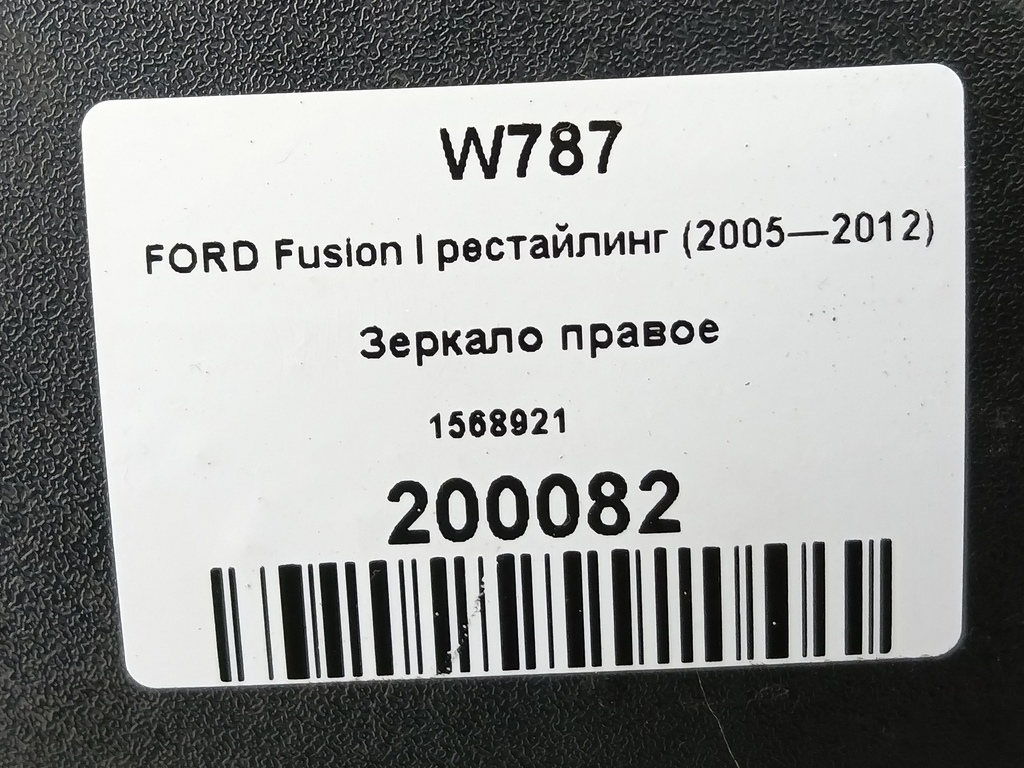 W787
FORD Fusion I рестайлинг (2005—2012)
Зеркало правое
1568921
200082